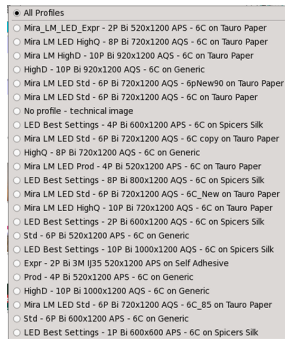 All Profiles
Mira_LM_LED_Expr - 2P Bi 520x1200 APS - 6C on Tauro Paper
Mira LM LED HighQ - 8P Bi 720x1200 AQS - 6C on Tauro Paper
Mira LM HighD - 10P Bi 920x1200 AQS - 6C on Tauro Paper
HighD - 10P Bi 920x1200 AQS - 6C on Generic
Mira LM LED Std - 6P Bi 720x1200 AQS - 6pNew90 on Tauro Paper
Mira LM LED Std - 6P Bi 720x1200 AQS - 6C on Tauro Paper
No profile - technical image
LED Best Settings - 4P Bi 600x1200 APS - 6C on Spicers Silk
Mira LM LED Std - 6P Bi 720x1200 AQS - 6C copy on Tauro Paper
HighQ - 8P Bi 720x1200 AQS - 6C on Generic
Mira LM LED Prod - 4P Bi 520x1200 APS - 6C on Tauro Paper
LED Best Settings - 8P Bi 800x1200 AQS - 6C on Spicers Silk
Mira LM LED Std - 6P Bi 720x1200 AQS - 6C_New on Tauro Paper
Mira LM LED HighQ - 10P Bi 720x1200 AQS - 6C on Tauro Paper
LED Best Settings - 2P Bi 600x1200 APS - 6C on Spicers Silk
Std - 6P Bi 520x1200 APS - 6C on Generic
LED Best Settings - 10P Bi 1000x1200 AQS - 6C on Spicers Silk
Expr - 2P Bi 3M IJ35 520x1200 APS on Self Adhesive
Prod - 4P Bi 520x1200 APS - 6C on Generic
HighD - 10P Bi 1000x1200 AQS - 6C on Generic
Mira LM LED Std - 6P Bi 720x1200 AQS - 6C_85 on Tauro Paper
Std - 6P Bi 600x1200 APS - 6C on Generic
LED Best Settings - 1P Bi 600x600 APS - 6C on Spicers Silk